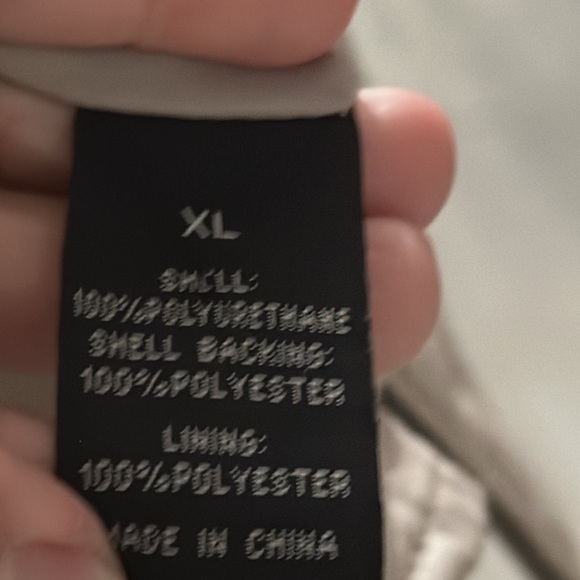 XL
SHELL:
100%POLYURETHANE
SHELL BACKING:
100%POLYESTER
LINING:
100%POLYESTER
MADE IN CHINA